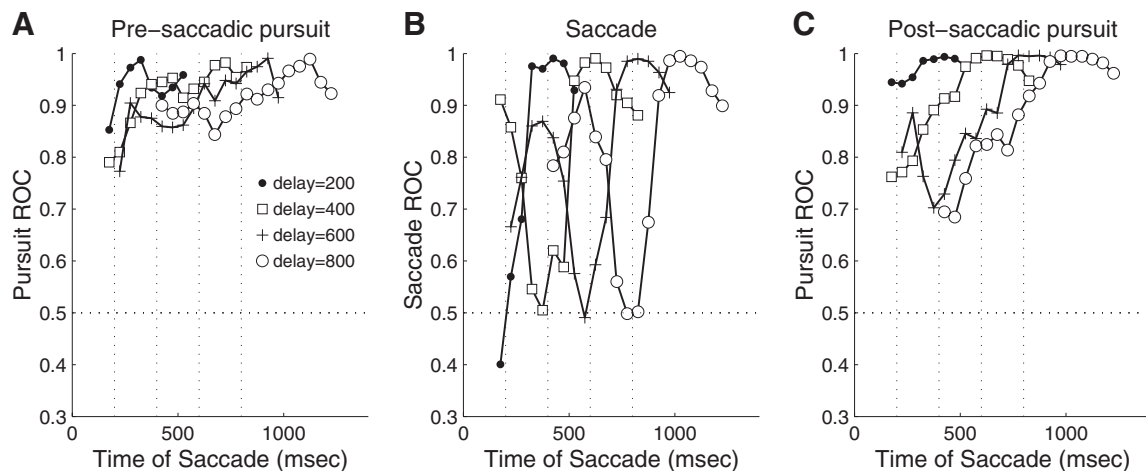 A
Pre-saccadic pursuit
1
0.9
0.8
0.7
0.6
0.5
0.4
0.3
Pursuit ROC
delay=200
delay=400
delay=600
delay=800
0
500
1000
Time of Saccade (msec)
B
Saccade
1
0.9
0.8
0.7
0.6
0.5
0.4
0.3
Saccade ROC
0
500
1000
Time of Saccade (msec)
C
Post-saccadic pursuit
1
0.9
0.8
0.7
0.6
0.5
0.4
0.3
Pursuit ROC
0
500
1000
Time of Saccade (msec)